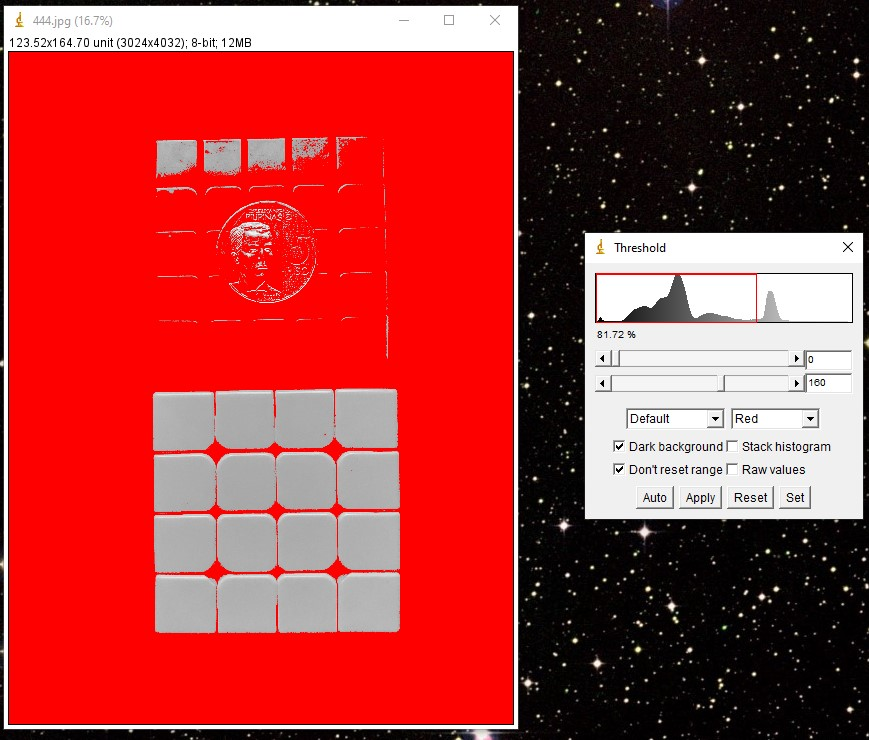 444.jpg (16.7%)
123.52x164.70 unit (3024x4032); 8-bit; 12MB
PILIPINAS
Threshold
81.72 %
0
160
Default
Red
Dark background
Stack histogram
Don't reset range
Raw values
Auto
Apply
Reset
Set